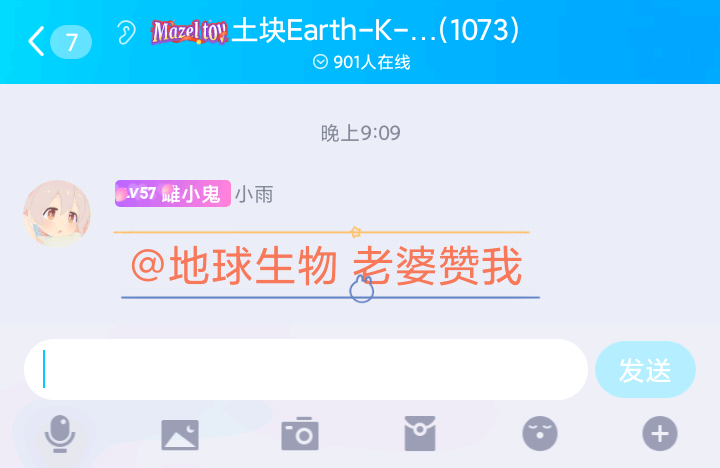 7
Mazel tov 土块Earth-K-...(1073)
901人在线
晚上9:09
LV57 雌小鬼 小雨
@地球生物 老婆赞我
发送